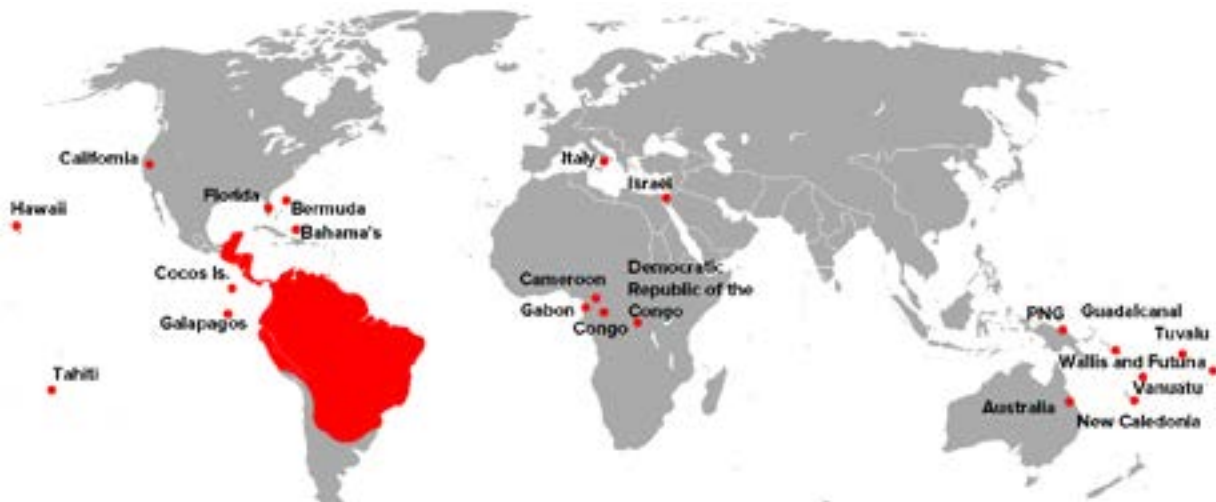 California
Italy
Israel
Florida
Bermuda
Hawaii
Bahama's
Cocos Is.
Cameroon
Democratic
Republic of the
Congo
Gabon
Congo
Galapagos
PNG
Guadalcanal
Tuvalu
Wallis and Futuna
Tahiti
Vanuatu
Australia
New Caledonia